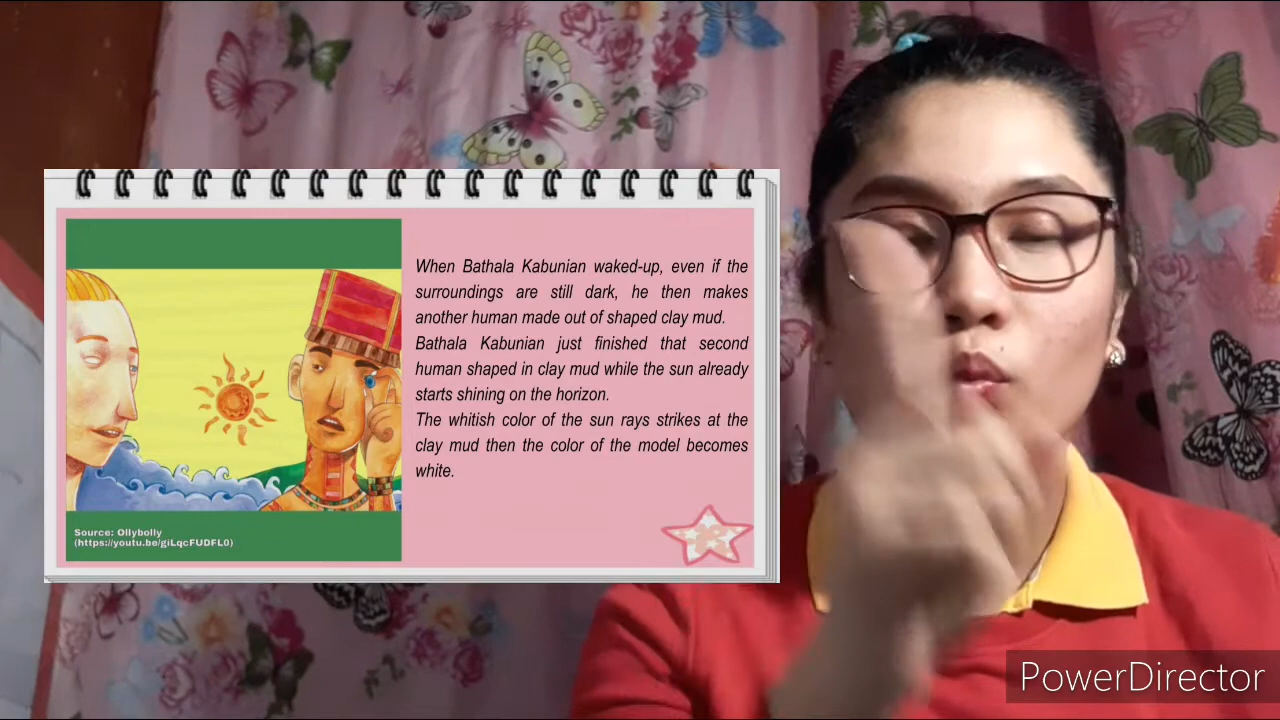 When Bathala Kabunian waked-up, even if the
surroundings are still dark, he then makes
another human made out of shaped clay mud.
Bathala Kabunian just finished that second
human shaped in clay mud while the sun already
starts shining on the horizon.
The whitish color of the sun rays strikes at the
clay mud then the color of the model becomes
white.
Source: Ollybolly
(https://youtu.be/giLqcFUDFL0)
PowerDirector